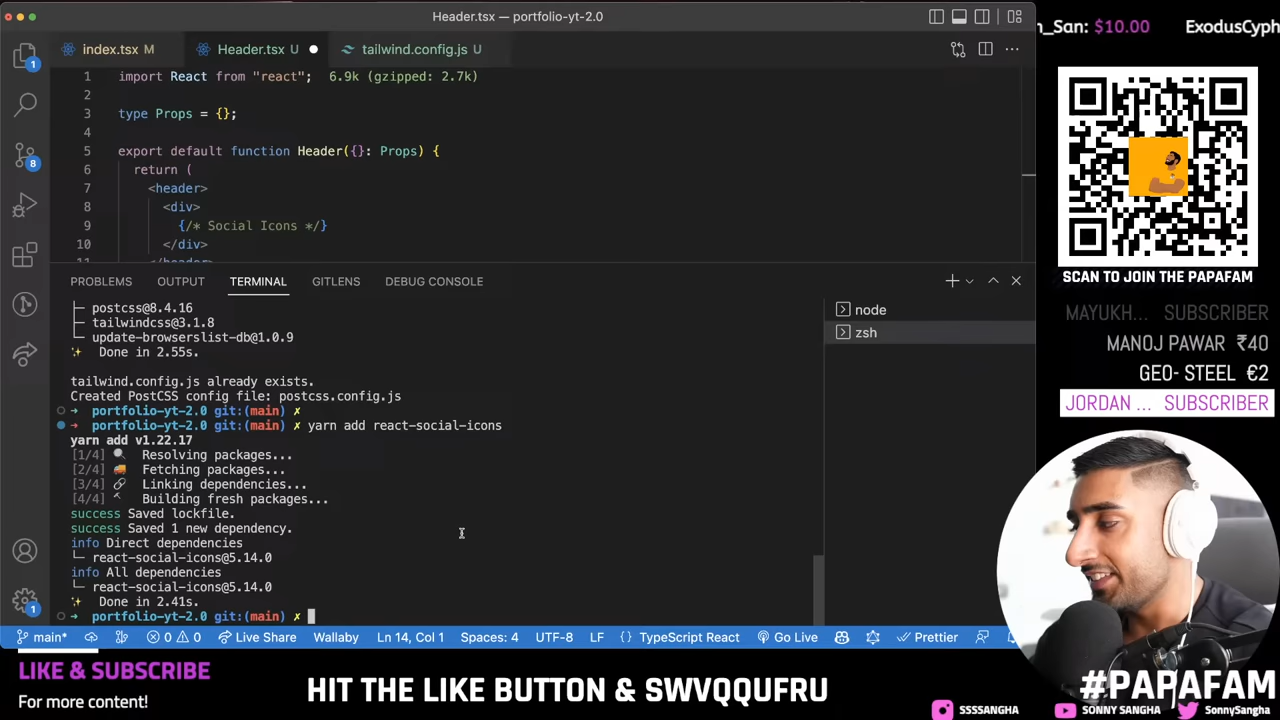 Header.tsx — portfolio-yt-2.0
index.tsx M
Header.tsx U
tailwind.config.js U
1 import React from "react"; 6.9k (gzipped: 2.7k)
2
3 type Props = {};
4
5 export default function Header({}: Props) {
6 return (
7 <header>
8 <div>
9 {/* Social Icons */}
10 </div>
11 </header>
PROBLEMS OUTPUT TERMINAL GITLENS DEBUG CONSOLE
├─ postcss@8.4.16
├─ tailwindcss@3.1.8
└─ update-browserslist-db@1.0.9
✨ Done in 2.55s.
tailwind.config.js already exists.
Created PostCSS config file: postcss.config.js
➜ portfolio-yt-2.0 git:(main) ✗
➜ portfolio-yt-2.0 git:(main) ✗ yarn add react-social-icons
yarn add v1.22.17
[1/4] 🔍 Resolving packages...
[2/4] 🚚 Fetching packages...
[3/4] 🔗 Linking dependencies...
[4/4] 🔨 Building fresh packages...
success Saved lockfile.
success Saved 1 new dependency.
info Direct dependencies
└─ react-social-icons@5.14.0
info All dependencies
└─ react-social-icons@5.14.0
✨ Done in 2.41s.
➜ portfolio-yt-2.0 git:(main) ✗
node
zsh
1
8
1
main* 0 0 Live Share Wallaby Ln 14, Col 1 Spaces: 4 UTF-8 LF {} TypeScript React Go Live Prettier
n_San: $10.00 ExodusCyph
SCAN TO JOIN THE PAPAFAM
MAYUKH... SUBSCRIBER
MANOJ PAWAR ₹40
GEO- STEEL €2
JORDAN ... SUBSCRIBER
LIKE & SUBSCRIBE
For more content!
HIT THE LIKE BUTTON & SWVQQUFRU
#PAPAFAM
SSSSANGHA SONNY SANGHA SonnySangha